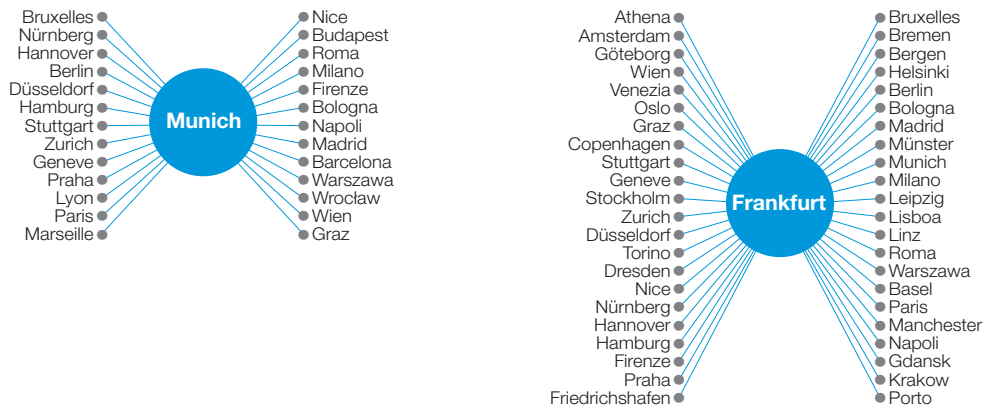 Bruxelles
Nürnberg
Hannover
Berlin
Düsseldorf
Hamburg
Stuttgart
Zurich
Geneve
Praha
Lyon
Paris
Marseille
Munich
Nice
Budapest
Roma
Milano
Firenze
Bologna
Napoli
Madrid
Barcelona
Warszawa
Wrocław
Wien
Graz
Athena
Amsterdam
Göteborg
Wien
Venezia
Oslo
Graz
Copenhagen
Stuttgart
Geneve
Stockholm
Zurich
Düsseldorf
Torino
Dresden
Nice
Nürnberg
Hannover
Hamburg
Firenze
Praha
Friedrichshafen
Frankfurt
Bruxelles
Bremen
Bergen
Helsinki
Berlin
Bologna
Madrid
Münster
Munich
Milano
Leipzig
Lisboa
Linz
Roma
Warszawa
Basel
Paris
Manchester
Napoli
Gdansk
Krakow
Porto